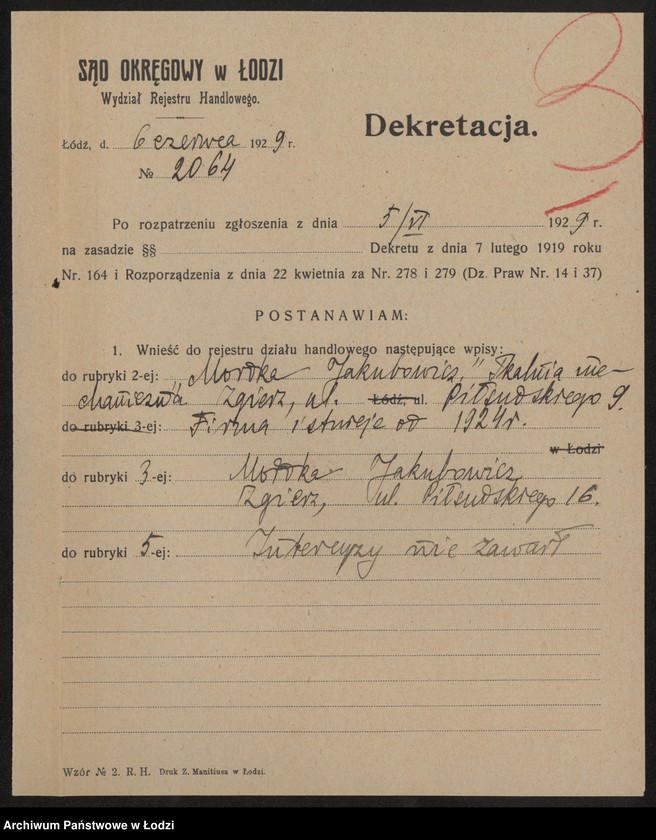 3
SĄD OKRĘGOWY w ŁODZI
Wydział Rejestru Handlowego.
Dekretacja.
Łódź, d. 6 czerwca 1929 r.
№ 2064
Po rozpatrzeniu zgłoszenia z dnia 5/VI 1929 r.
na zasadzie §§ Dekretu z dnia 7 lutego 1919 roku
Nr. 164 i Rozporządzenia z dnia 22 kwietnia za Nr. 278 i 279 (Dz. Praw Nr. 14 i 37)
POSTANAWIAM:
1. Wnieść do rejestru działu handlowego następujące wpisy:
do rubryki 2-ej: „Mordka Jakubowicz," Tkalnia me-
chaniczna" Zgierz, ul. Łódź, ul. Piłsudskiego 9.
do rubryki 3-ej: Firma istnieje od 1924 r.
w Łodzi
do rubryki 3-ej: Mordka Jakubowicz,
Zgierz, ul. Piłsudskiego 16.
do rubryki 5-ej: Intercyzy nie zawarł
Wzór № 2. R. H. Druk Z. Manitiusa w Łodzi.
Archiwum Państwowe w Łodzi